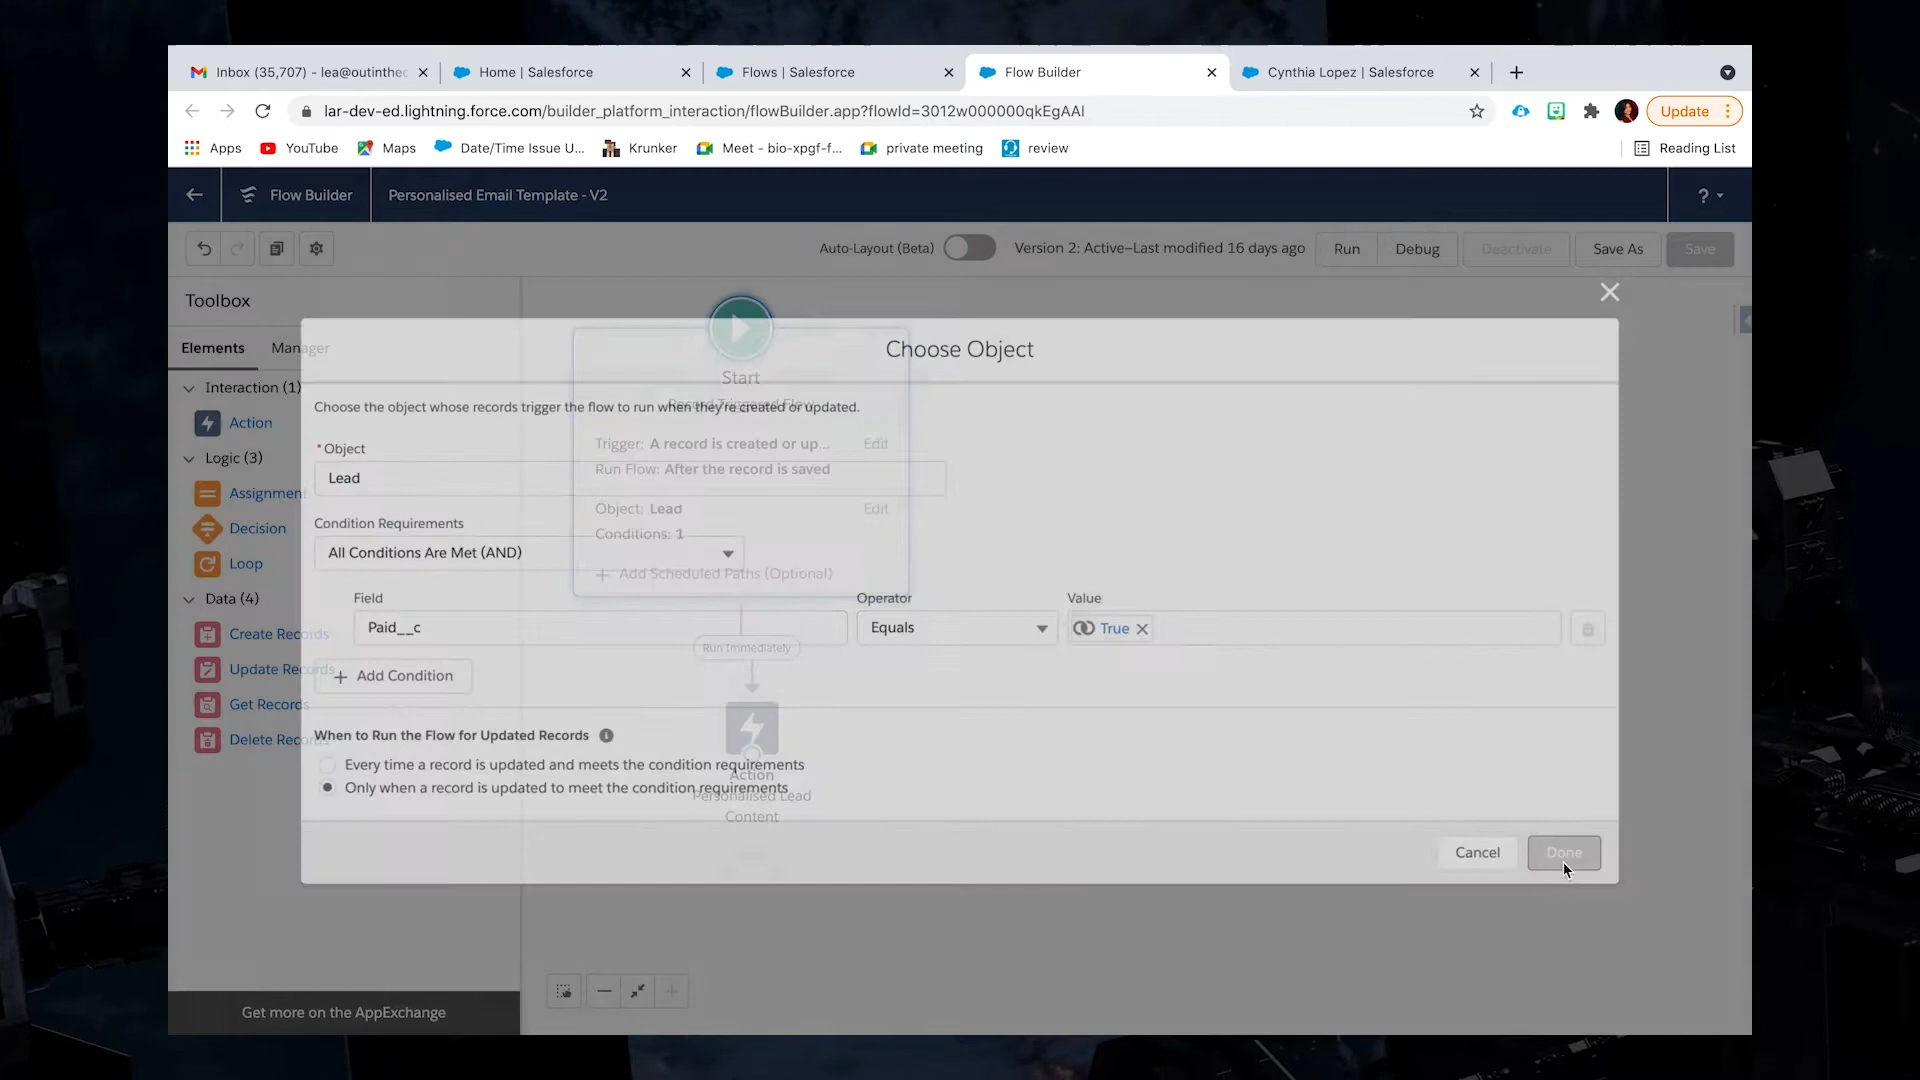 Inbox (35,707) - lea@outinthec
Home | Salesforce
Flows | Salesforce
Flow Builder
Cynthia Lopez | Salesforce
lar-dev-ed.lightning.force.com/builder_platform_interaction/flowBuilder.app?flowId=3012w000000qkEgAAI
Update
Apps
YouTube
Maps
Date/Time Issue U...
Krunker
Meet - bio-xpgf-f...
private meeting
review
Reading List
Flow Builder
Personalised Email Template - V2
?
Auto-Layout (Beta)
Version 2: Active–Last modified 16 days ago
Run
Debug
Deactivate
Save As
Save
Toolbox
Elements
Manager
Interaction (1)
Action
Logic (3)
Assignment
Decision
Loop
Data (4)
Create Records
Update Records
Get Records
Delete Records
Get more on the AppExchange
Choose Object
Start
Record-Triggered Flow
Choose the object whose records trigger the flow to run when they're created or updated.
Trigger: A record is created or up...
Edit
Run Flow: After the record is saved
* Object
Lead
Object: Lead
Edit
Conditions: 1
Condition Requirements
All Conditions Are Met (AND)
+ Add Scheduled Paths (Optional)
Field
Operator
Value
Paid__c
Equals
True
Run Immediately
+ Add Condition
When to Run the Flow for Updated Records
Every time a record is updated and meets the condition requirements
Only when a record is updated to meet the condition requirements
Action
Personalised Lead
Content
Cancel
Done